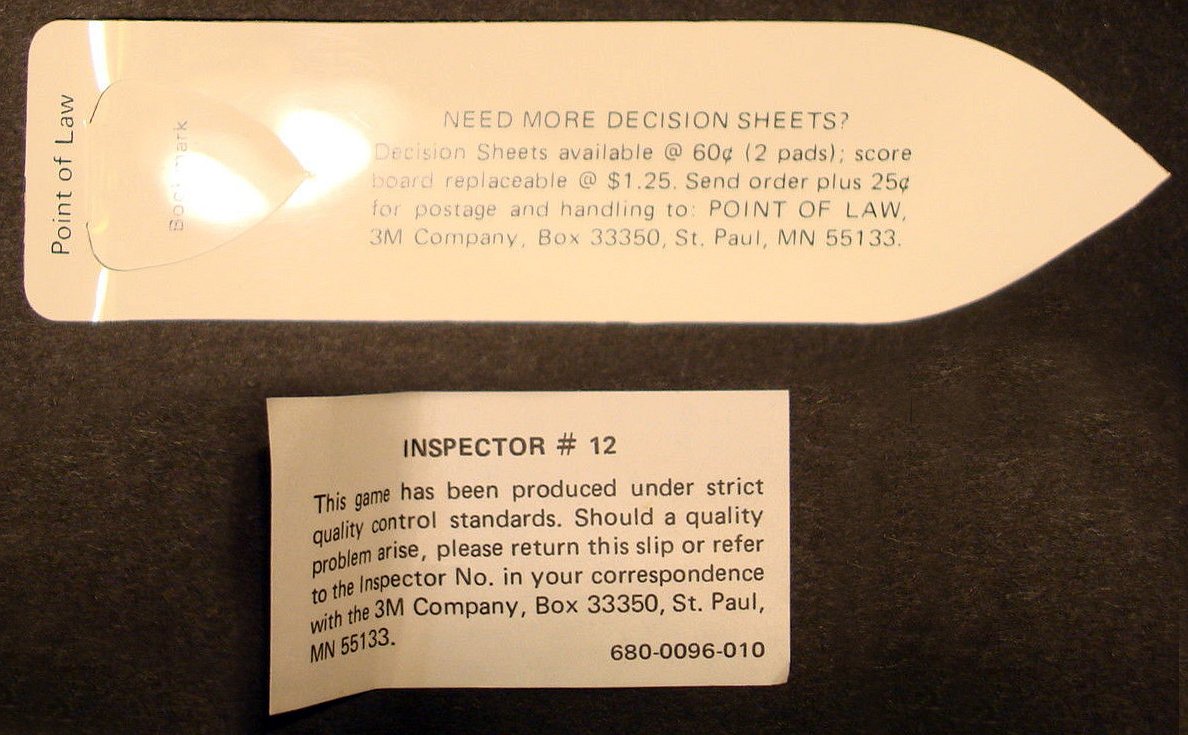 Point of Law
Bookmark
NEED MORE DECISION SHEETS?
Decision Sheets available @ 60¢ (2 pads); score
board replaceable @ $1.25. Send order plus 25¢
for postage and handling to: POINT OF LAW,
3M Company, Box 33350, St. Paul, MN 55133.
INSPECTOR # 12
This game has been produced under strict
quality control standards. Should a quality
problem arise, please return this slip or refer
to the Inspector No. in your correspondence
with the 3M Company, Box 33350, St. Paul,
MN 55133.
680-0096-010